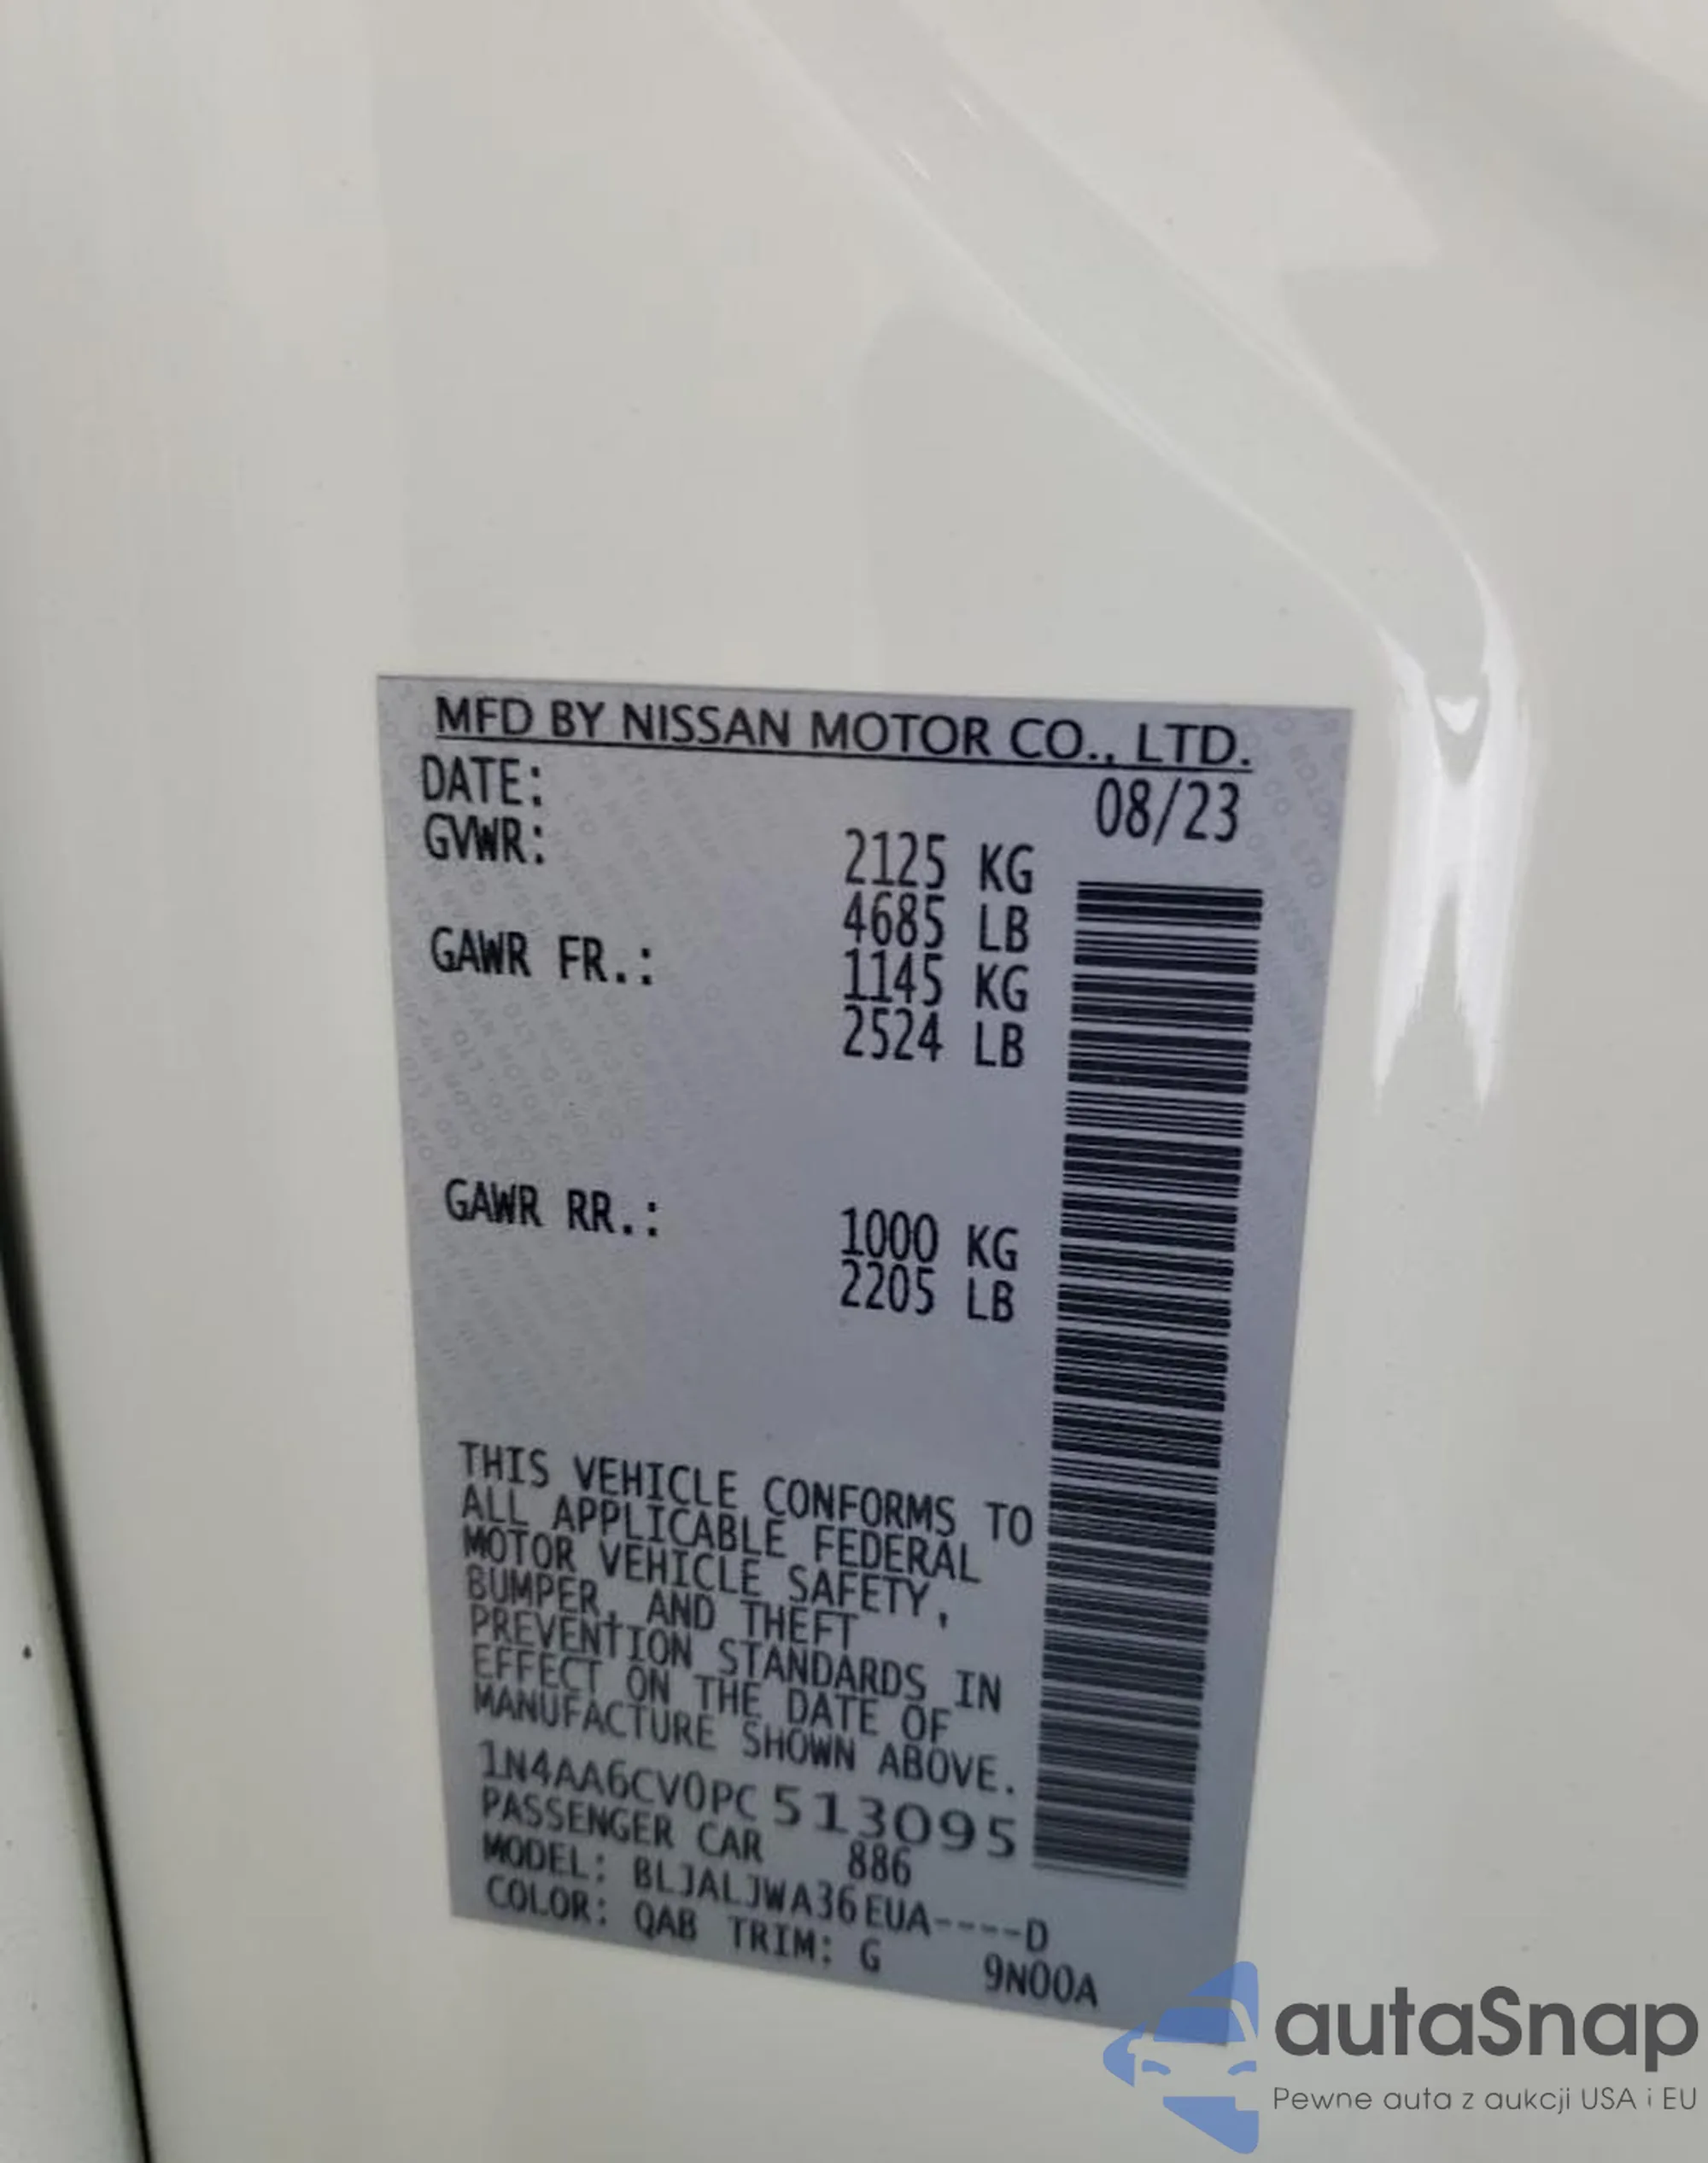 MFD BY NISSAN MOTOR CO., LTD.
DATE: 08/23
GVWR: 2125 KG
4685 LB
GAWR FR.: 1145 KG
2524 LB
GAWR RR.: 1000 KG
2205 LB
THIS VEHICLE CONFORMS TO
ALL APPLICABLE FEDERAL
MOTOR VEHICLE SAFETY,
BUMPER, AND THEFT
PREVENTION STANDARDS IN
EFFECT ON THE DATE OF
MANUFACTURE SHOWN ABOVE.
1N4AA6CV0PC513095
PASSENGER CAR 886
MODEL: BLJALJWA36EUA----D
COLOR: QAB TRIM: G 9N00A
autaSnap
Pewne auta z aukcji USA i EU